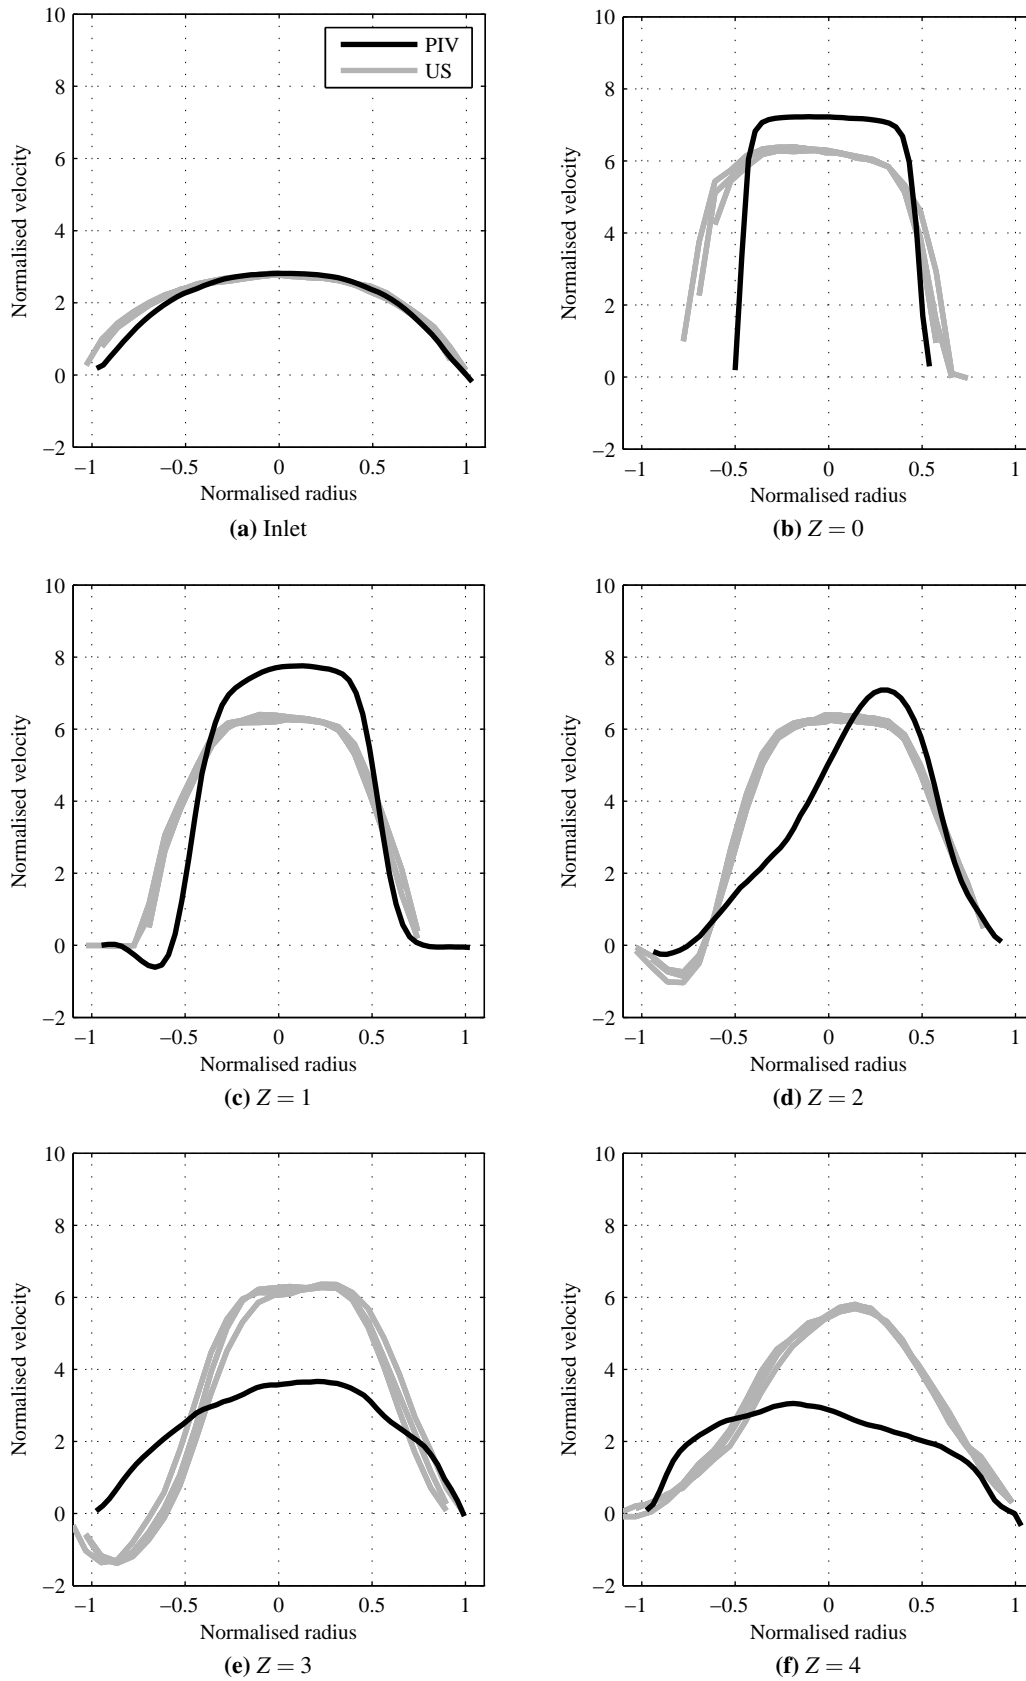 10
8
6
4
2
0
−2
Normalised velocity
PIV
US
−1 −0.5 0 0.5 1
Normalised radius
(a) Inlet
10
8
6
4
2
0
−2
Normalised velocity
−1 −0.5 0 0.5 1
Normalised radius
(b) Z = 0
10
8
6
4
2
0
−2
Normalised velocity
−1 −0.5 0 0.5 1
Normalised radius
(c) Z = 1
10
8
6
4
2
0
−2
Normalised velocity
−1 −0.5 0 0.5 1
Normalised radius
(d) Z = 2
10
8
6
4
2
0
−2
Normalised velocity
−1 −0.5 0 0.5 1
Normalised radius
(e) Z = 3
10
8
6
4
2
0
−2
Normalised velocity
−1 −0.5 0 0.5 1
Normalised radius
(f) Z = 4